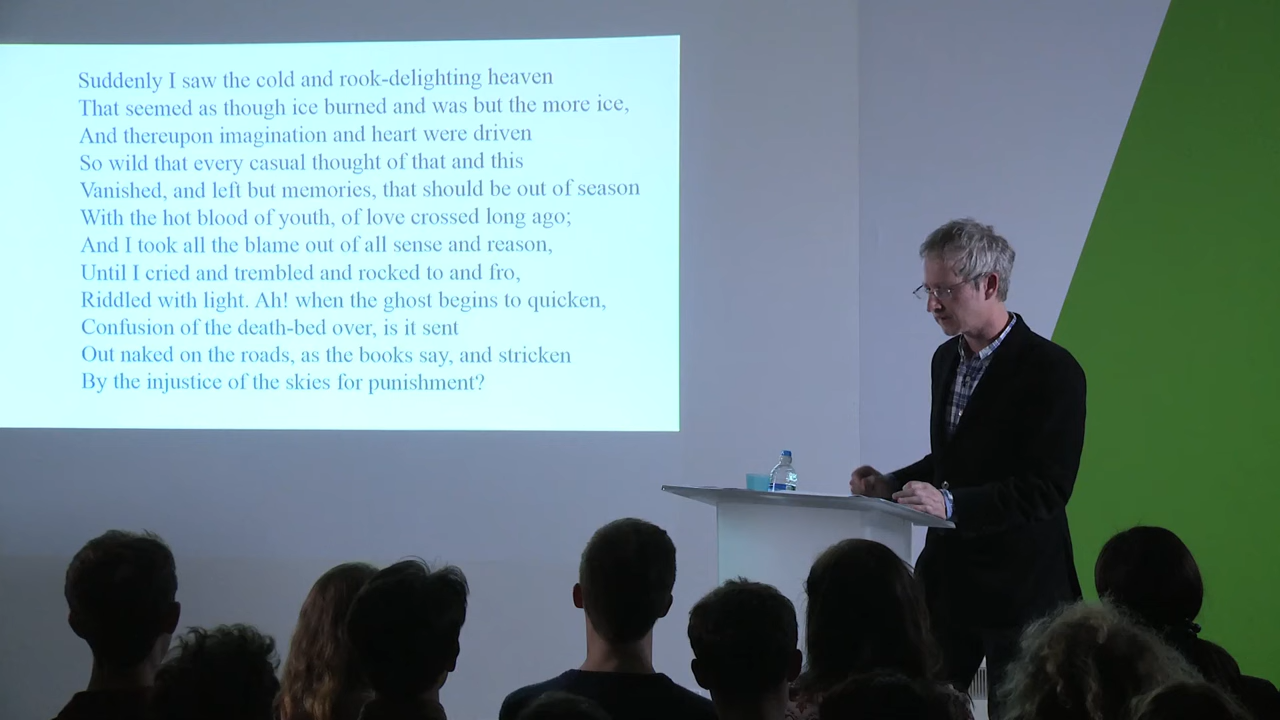 Suddenly I saw the cold and rook-delighting heaven
That seemed as though ice burned and was but the more ice,
And thereupon imagination and heart were driven
So wild that every casual thought of that and this
Vanished, and left but memories, that should be out of season
With the hot blood of youth, of love crossed long ago;
And I took all the blame out of all sense and reason,
Until I cried and trembled and rocked to and fro,
Riddled with light. Ah! when the ghost begins to quicken,
Confusion of the death-bed over, is it sent
Out naked on the roads, as the books say, and stricken
By the injustice of the skies for punishment?